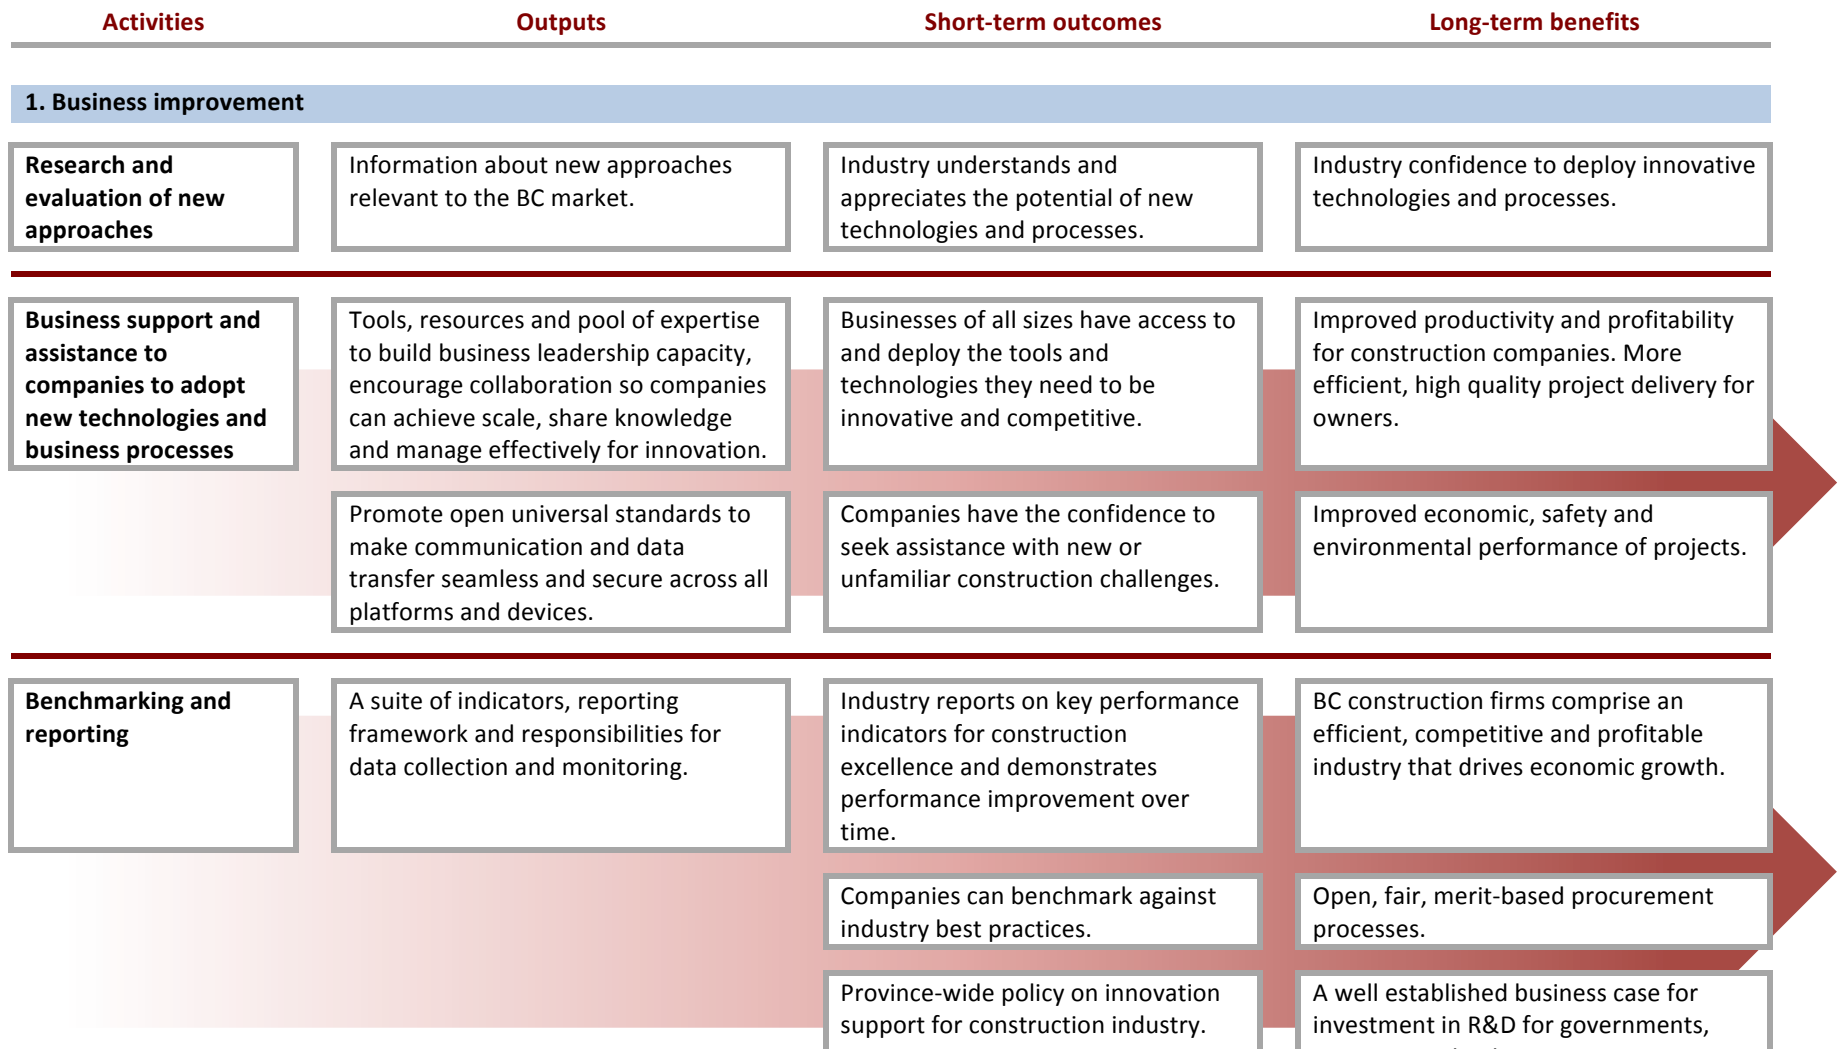 Activities
Outputs
Short-term outcomes
Long-term benefits
1. Business improvement
Research and
evaluation of new
approaches
Information about new approaches
relevant to the BC market.
Industry understands and
appreciates the potential of new
technologies and processes.
Industry confidence to deploy innovative
technologies and processes.
Business support and
assistance to
companies to adopt
new technologies and
business processes
Tools, resources and pool of expertise
to build business leadership capacity,
encourage collaboration so companies
can achieve scale, share knowledge
and manage effectively for innovation.
Businesses of all sizes have access to
and deploy the tools and
technologies they need to be
innovative and competitive.
Improved productivity and profitability
for construction companies. More
efficient, high quality project delivery for
owners.
Promote open universal standards to
make communication and data
transfer seamless and secure across all
platforms and devices.
Companies have the confidence to
seek assistance with new or
unfamiliar construction challenges.
Improved economic, safety and
environmental performance of projects.
Benchmarking and
reporting
A suite of indicators, reporting
framework and responsibilities for
data collection and monitoring.
Industry reports on key performance
indicators for construction
excellence and demonstrates
performance improvement over
time.
BC construction firms comprise an
efficient, competitive and profitable
industry that drives economic growth.
Companies can benchmark against
industry best practices.
Open, fair, merit-based procurement
processes.
Province-wide policy on innovation
support for construction industry.
A well established business case for
investment in R&D for governments,